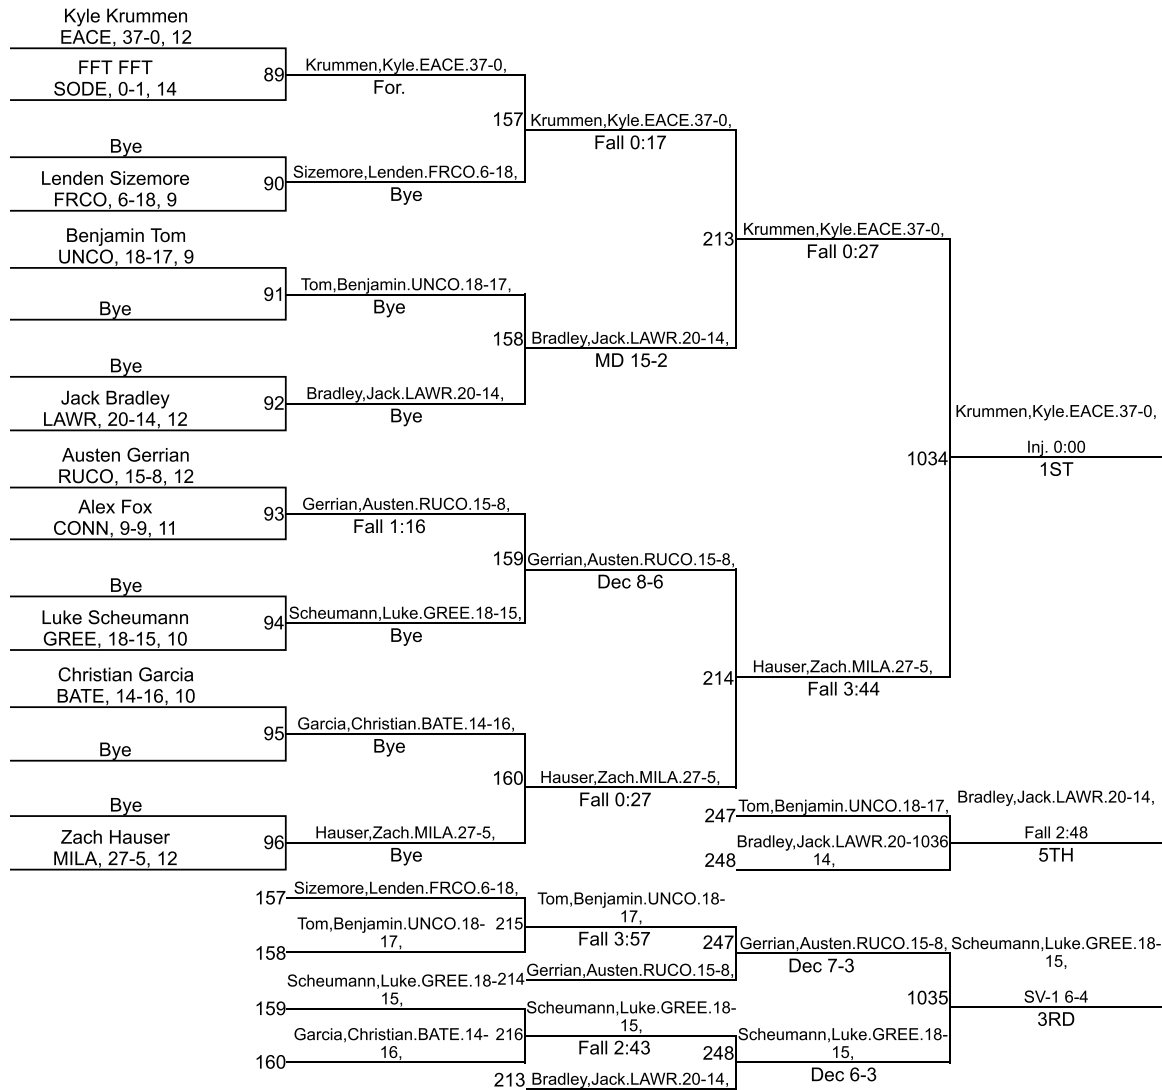 Kyle Krummen
EACE, 37-0, 12
FFT FFT
SODE, 0-1, 14
89
Krummen,Kyle.EACE.37-0,
For.
Bye
Lenden Sizemore
FRCO, 6-18, 9
90
Sizemore,Lenden.FRCO.6-18,
Bye
157
Krummen,Kyle.EACE.37-0,
Fall 0:17
Benjamin Tom
UNCO, 18-17, 9
Bye
91
Tom,Benjamin.UNCO.18-17,
Bye
Bye
Jack Bradley
LAWR, 20-14, 12
92
Bradley,Jack.LAWR.20-14,
Bye
158
Bradley,Jack.LAWR.20-14,
MD 15-2
213
Krummen,Kyle.EACE.37-0,
Fall 0:27
Austen Gerrian
RUCO, 15-8, 12
Alex Fox
CONN, 9-9, 11
93
Gerrian,Austen.RUCO.15-8,
Fall 1:16
Bye
Luke Scheumann
GREE, 18-15, 10
94
Scheumann,Luke.GREE.18-15,
Bye
159
Gerrian,Austen.RUCO.15-8,
Dec 8-6
Christian Garcia
BATE, 14-16, 10
Bye
95
Garcia,Christian.BATE.14-16,
Bye
Bye
Zach Hauser
MILA, 27-5, 12
96
Hauser,Zach.MILA.27-5,
Bye
160
Hauser,Zach.MILA.27-5,
Fall 0:27
214
Hauser,Zach.MILA.27-5,
Fall 3:44
1034
Krummen,Kyle.EACE.37-0,
Inj. 0:00
1ST
247
Tom,Benjamin.UNCO.18-17,
248
Bradley,Jack.LAWR.20-
14,
1036
Bradley,Jack.LAWR.20-14,
Fall 2:48
5TH
157
Sizemore,Lenden.FRCO.6-18,
158
Tom,Benjamin.UNCO.18-
17,
215
Tom,Benjamin.UNCO.18-
17,
Fall 3:57
214
Gerrian,Austen.RUCO.15-8,
247
Gerrian,Austen.RUCO.15-8,
Dec 7-3
159
Scheumann,Luke.GREE.18-
15,
160
Garcia,Christian.BATE.14-
16,
216
Scheumann,Luke.GREE.18-
15,
Fall 2:43
213
Bradley,Jack.LAWR.20-14,
248
Scheumann,Luke.GREE.18-
15,
Dec 6-3
1035
Scheumann,Luke.GREE.18-
15,
SV-1 6-4
3RD